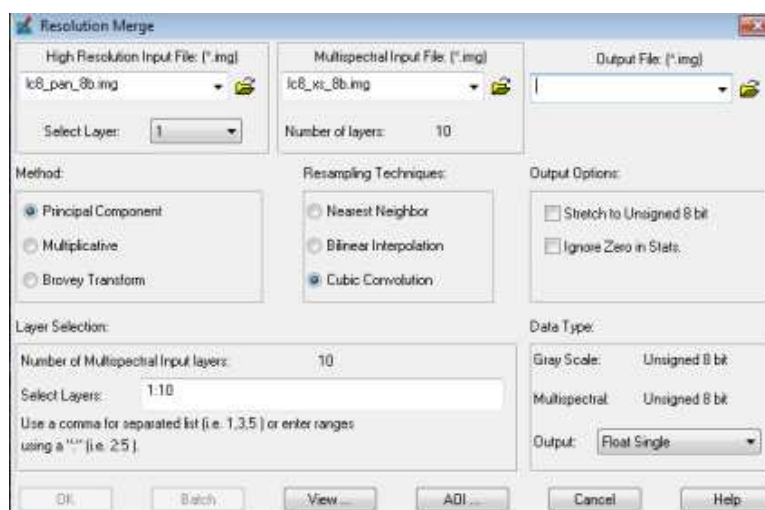 Resolution Merge
High Resolution Input File: (*.img)
lc8_pan_8b.img
Select Layer: 1
Multispectral Input File: (*.img)
lc8_xs_8b.img
Number of layers: 10
Output File: (*.img)
Method:
Principal Component
Multiplicative
Brovey Transform
Resampling Techniques:
Nearest Neighbor
Bilinear Interpolation
Cubic Convolution
Output Options:
Stretch to Unsigned 8 bit
Ignore Zero in Stats.
Layer Selection:
Number of Multispectral Input layers: 10
Select Layers: 1:10
Use a comma for separated list (i.e. 1,3,5 ) or enter ranges
using a ":" (i.e. 2:5 ).
Data Type:
Gray Scale: Unsigned 8 bit
Multispectral: Unsigned 8 bit
Output: Float Single
OK
Batch
View ...
AOI ...
Cancel
Help